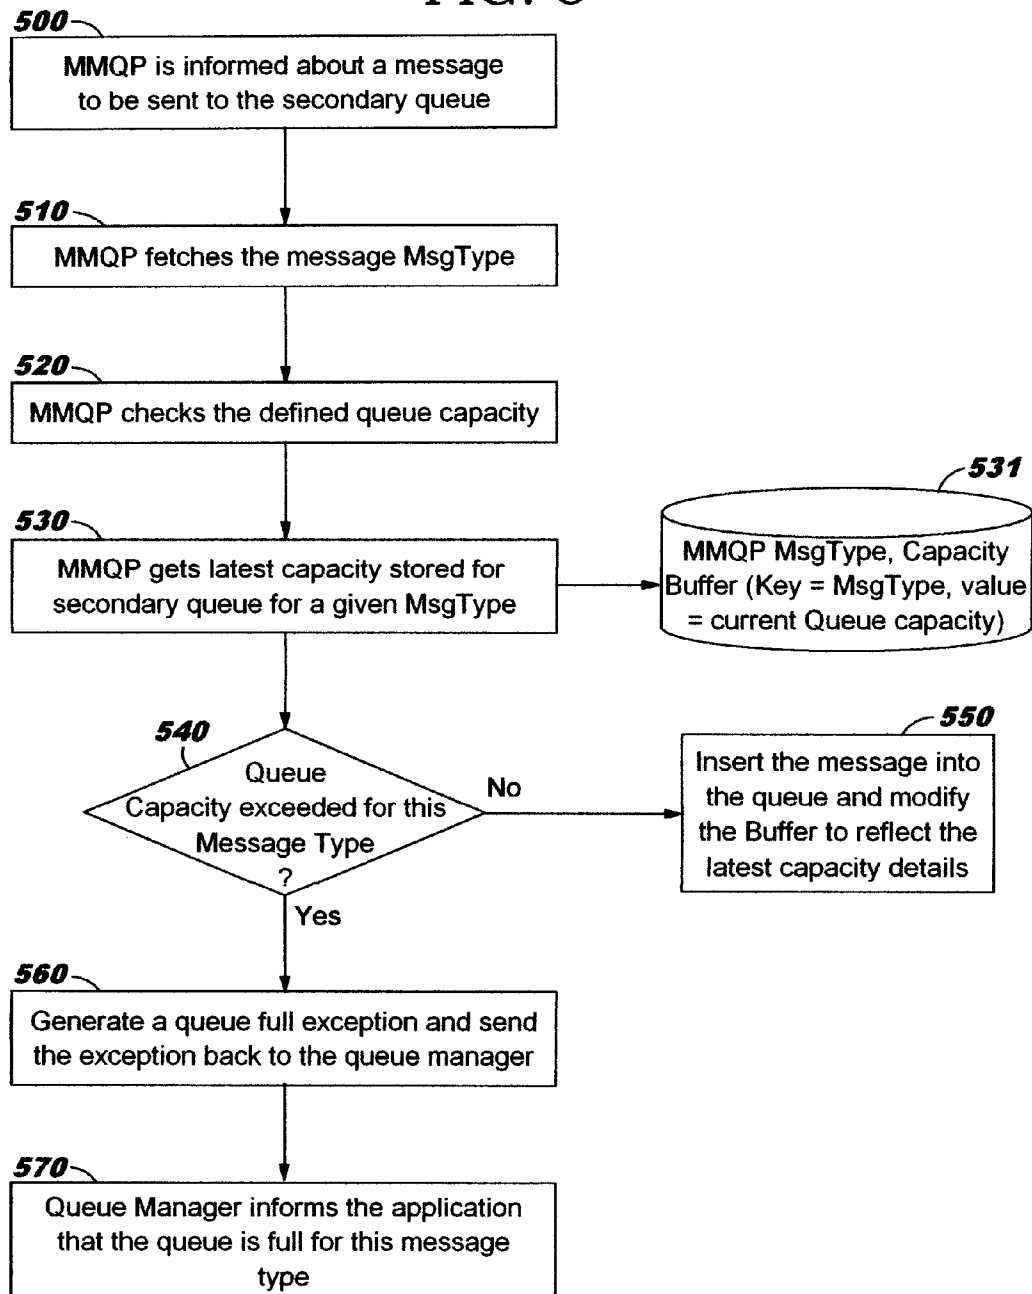 500
MMQP is informed about a message
to be sent to the secondary queue
510
MMQP fetches the message MsgType
520
MMQP checks the defined queue capacity
530
MMQP gets latest capacity stored for
secondary queue for a given MsgType
531
MMQP MsgType, Capacity
Buffer (Key = MsgType, value
= current Queue capacity)
540
Queue
Capacity exceeded for this
Message Type
?
No
550
Insert the message into
the queue and modify
the Buffer to reflect the
latest capacity details
Yes
560
Generate a queue full exception and send
the exception back to the queue manager
570
Queue Manager informs the application
that the queue is full for this message
type